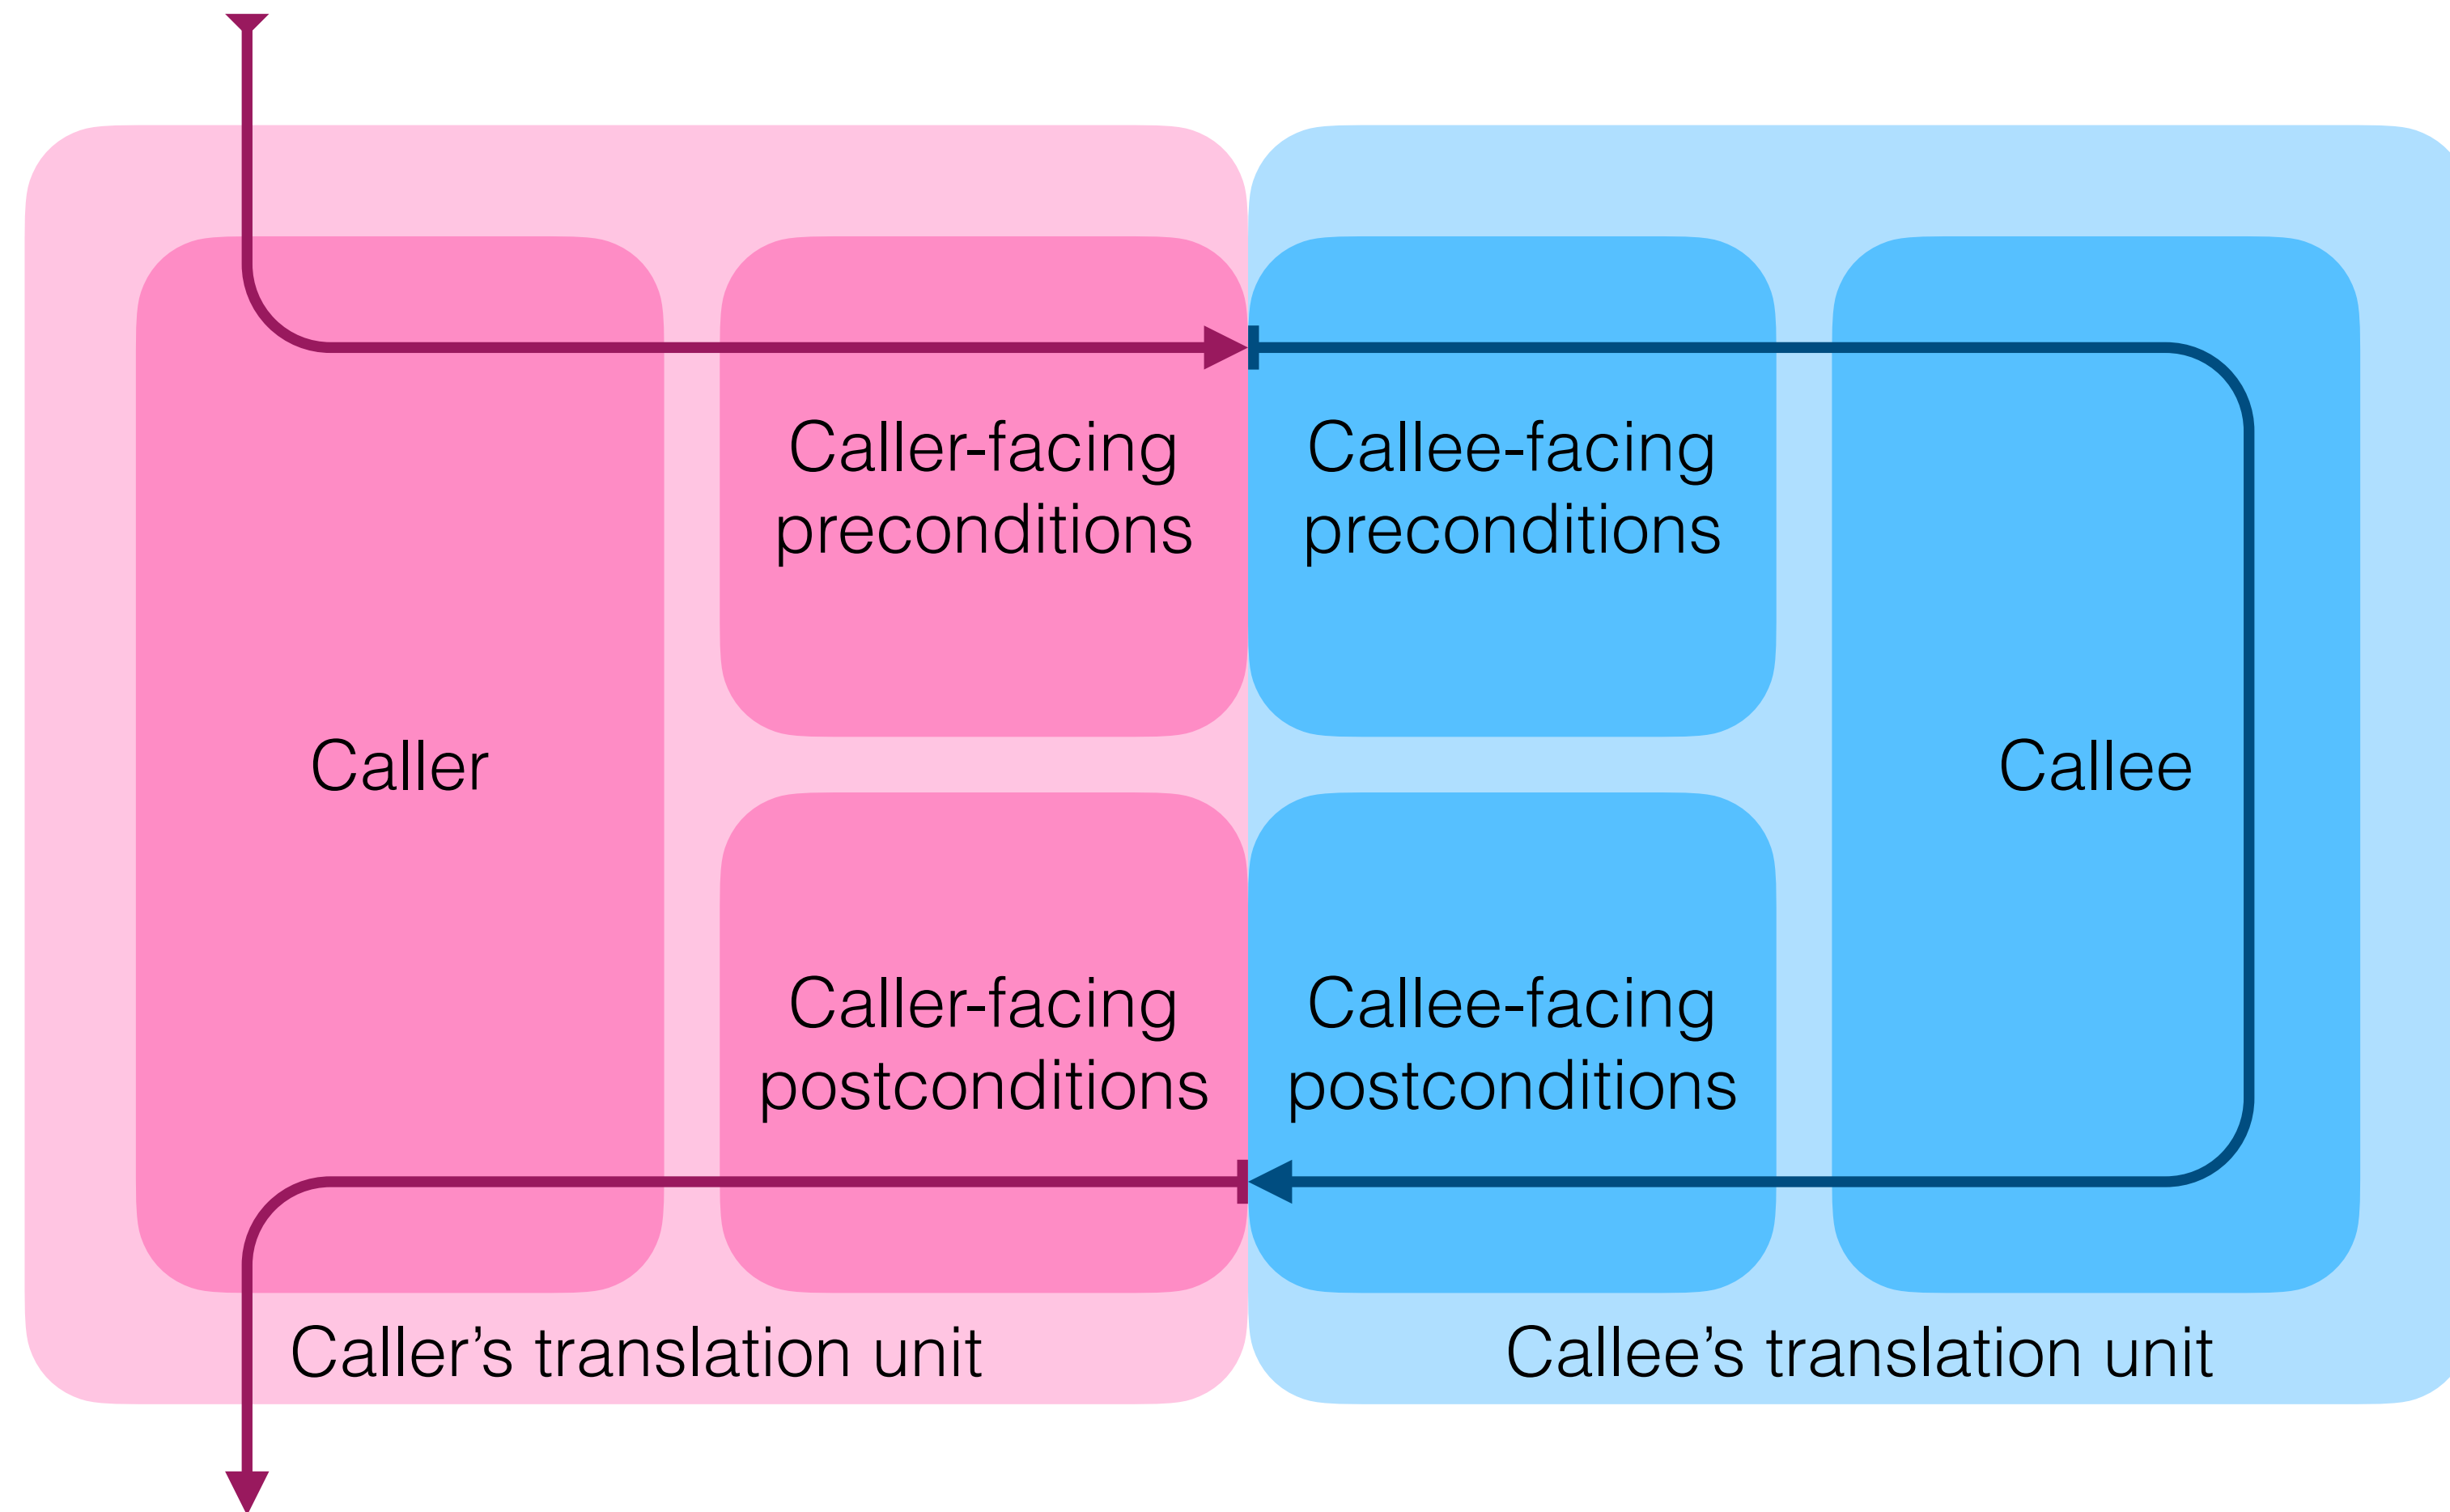 Caller-facing
preconditions
Callee-facing
preconditions
Caller
Callee
Caller-facing
postconditions
Callee-facing
postconditions
Caller’s translation unit
Callee’s translation unit